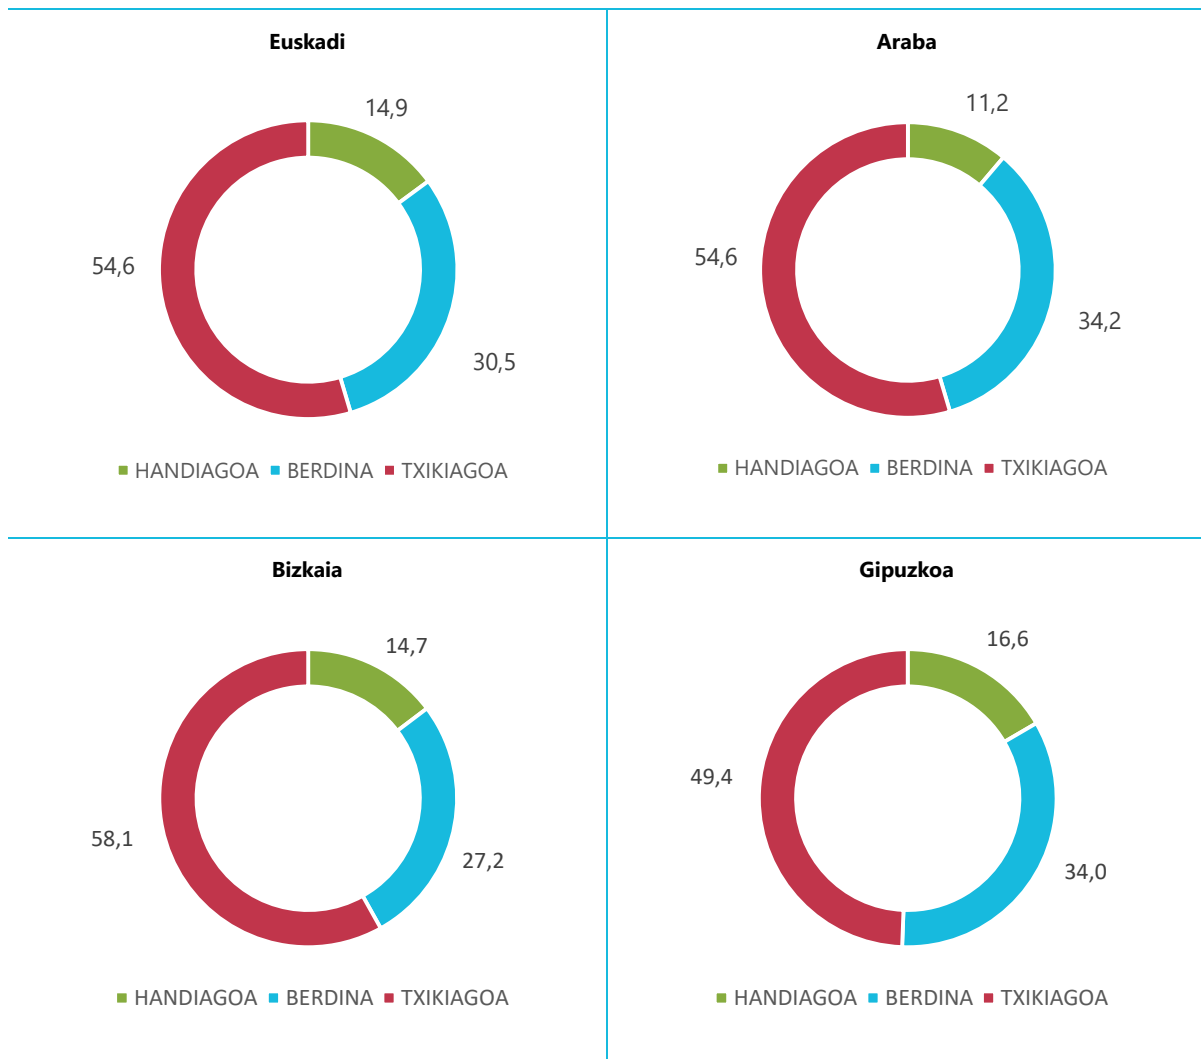 Euskadi
14,9
54,6
30,5
HANDIAGOA BERDINA TXIKIAGOA
Araba
11,2
54,6
34,2
HANDIAGOA BERDINA TXIKIAGOA
Bizkaia
14,7
58,1
27,2
HANDIAGOA BERDINA TXIKIAGOA
Gipuzkoa
16,6
49,4
34,0
HANDIAGOA BERDINA TXIKIAGOA